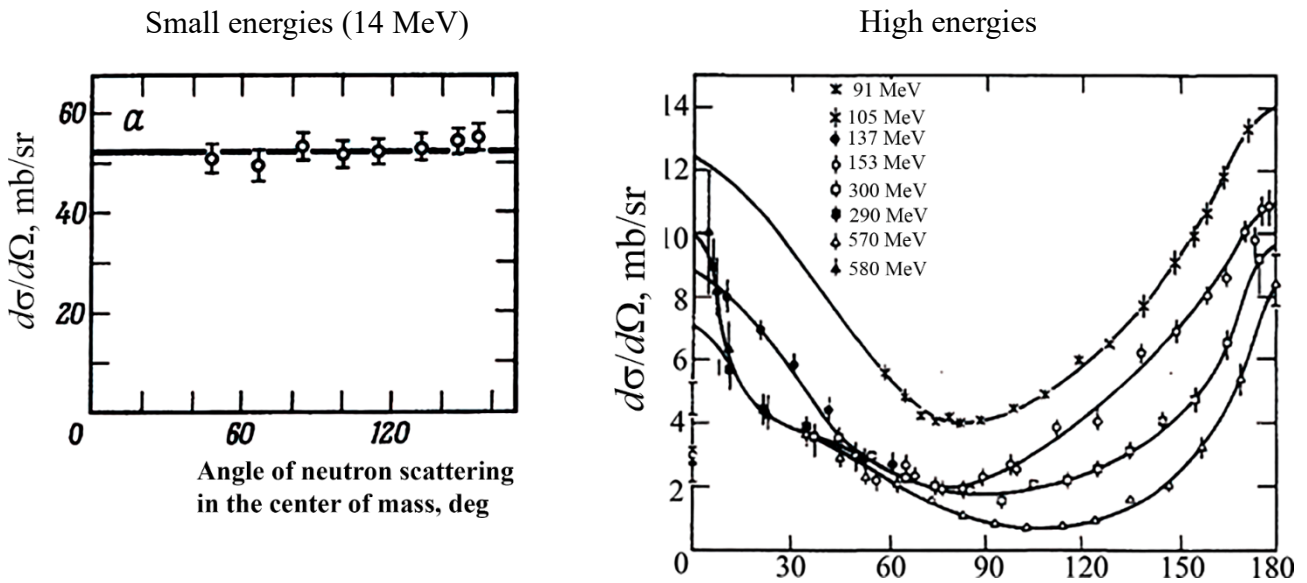 Small energies (14 MeV)
dσ/dΩ, mb/sr
60
40
20
0
a
60
120
Angle of neutron scattering
in the center of mass, deg
High energies
dσ/dΩ, mb/sr
14
12
10
8
6
4
2
0
91 MeV
105 MeV
137 MeV
153 MeV
300 MeV
290 MeV
570 MeV
580 MeV
30
60
90
120
150
180